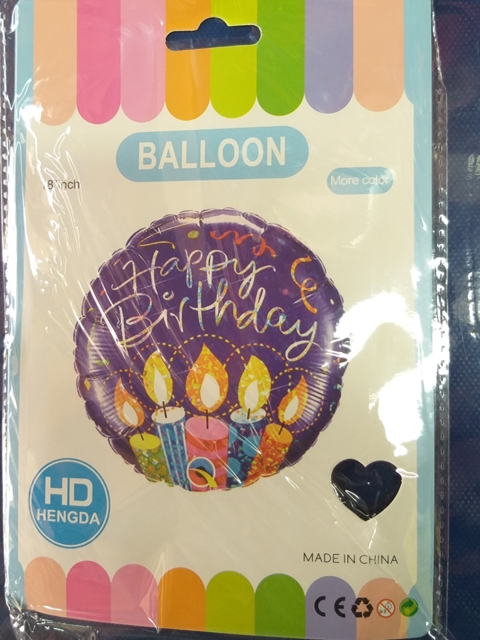 BALLOON
More color
Happy
Birthday
HD
HENGDA
MADE IN CHINA
CE